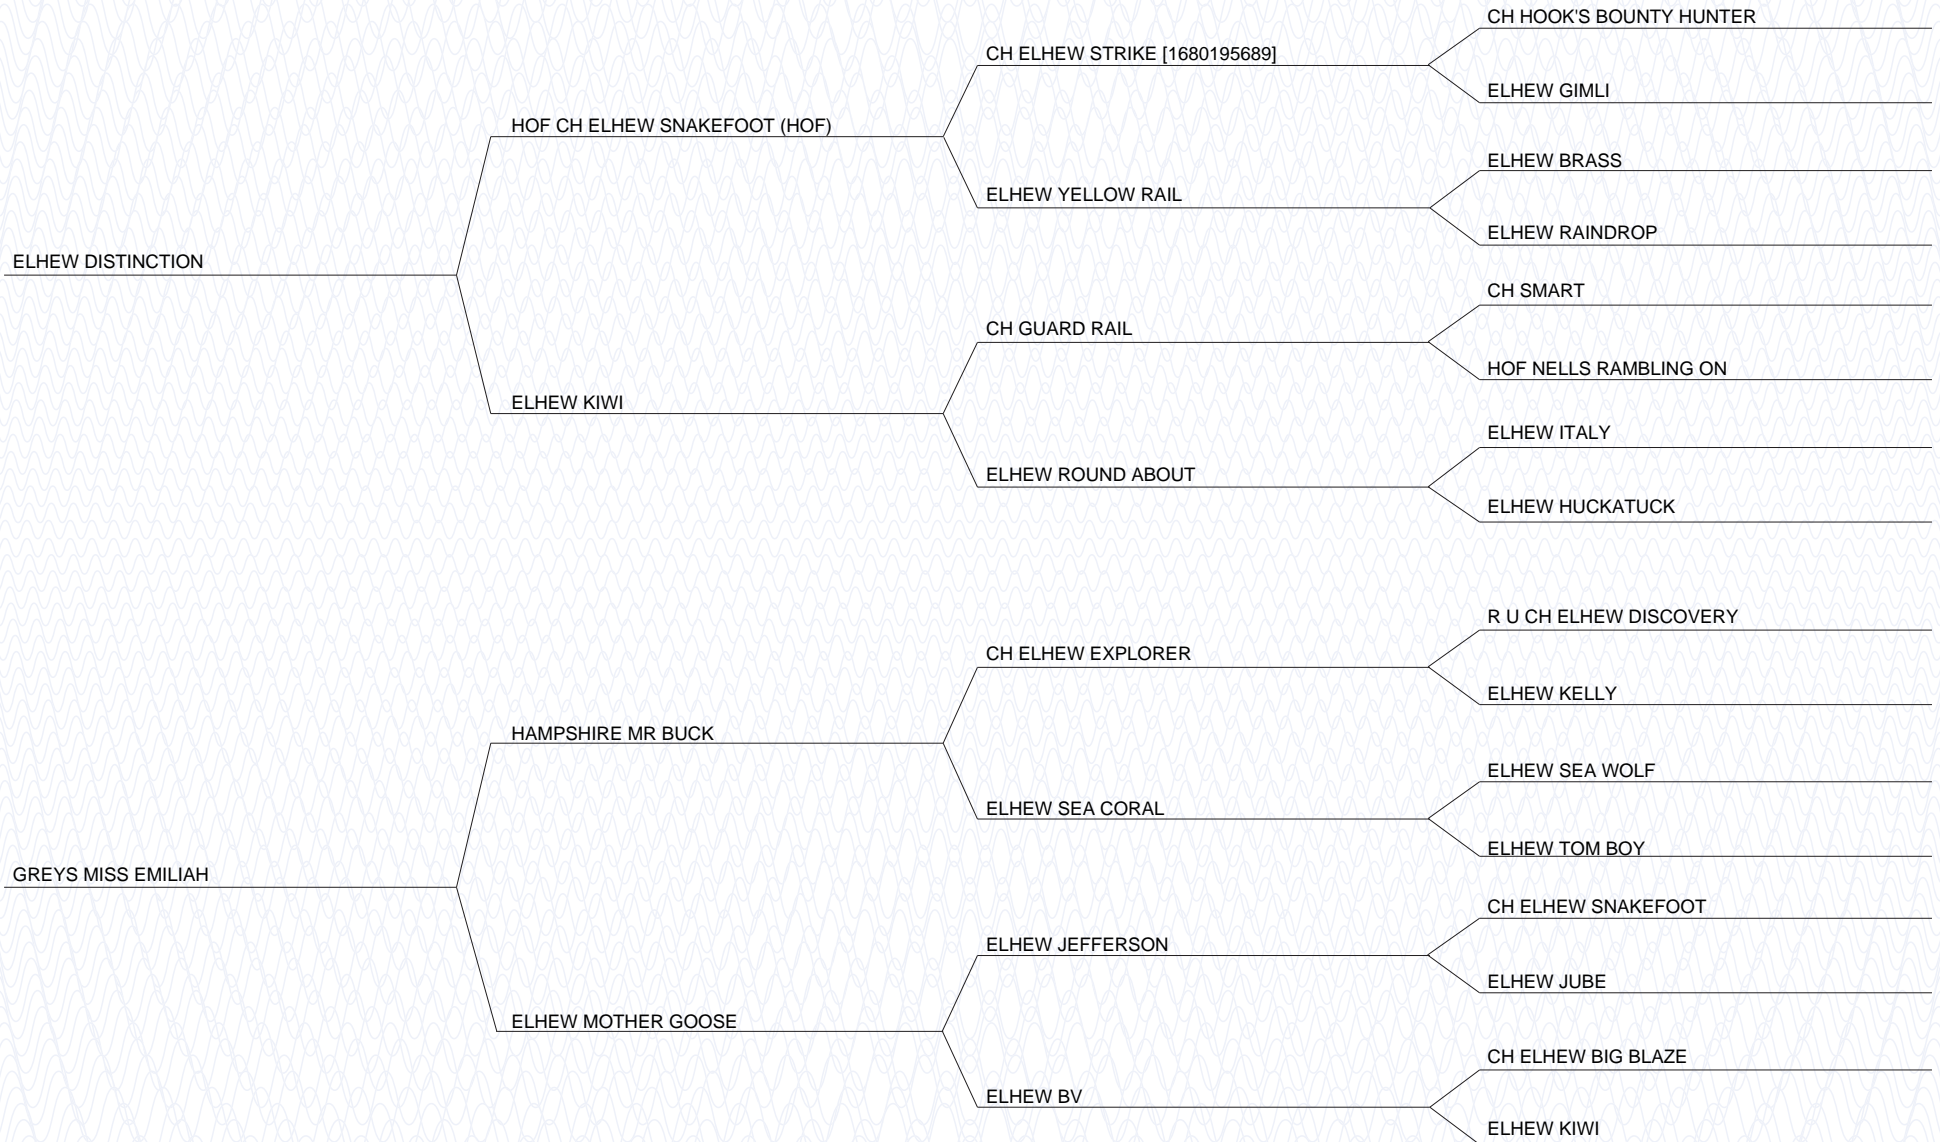 CH HOOK'S BOUNTY HUNTER
CH ELHEW STRIKE [1680195689]
ELHEW GIMLI
HOF CH ELHEW SNAKEFOOT (HOF)
ELHEW BRASS
ELHEW YELLOW RAIL
ELHEW RAINDROP
ELHEW DISTINCTION
CH SMART
CH GUARD RAIL
HOF NELLS RAMBLING ON
ELHEW KIWI
ELHEW ITALY
ELHEW ROUND ABOUT
ELHEW HUCKATUCK
R U CH ELHEW DISCOVERY
CH ELHEW EXPLORER
ELHEW KELLY
HAMPSHIRE MR BUCK
ELHEW SEA WOLF
ELHEW SEA CORAL
ELHEW TOM BOY
GREYS MISS EMILIAH
CH ELHEW SNAKEFOOT
ELHEW JEFFERSON
ELHEW JUBE
ELHEW MOTHER GOOSE
CH ELHEW BIG BLAZE
ELHEW BV
ELHEW KIWI